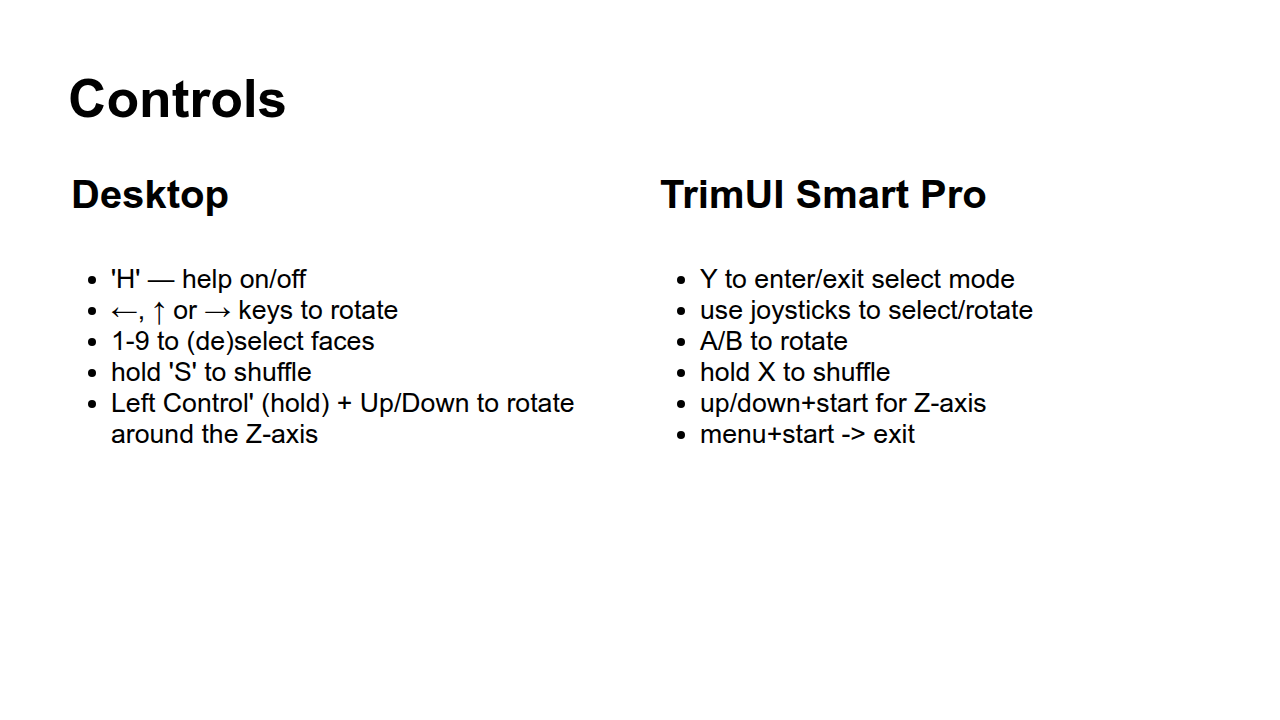 Controls
Desktop
'H' — help on/off
←, ↑ or → keys to rotate
1-9 to (de)select faces
hold 'S' to shuffle
Left Control' (hold) + Up/Down to rotate
around the Z-axis
TrimUI Smart Pro
Y to enter/exit select mode
use joysticks to select/rotate
A/B to rotate
hold X to shuffle
up/down+start for Z-axis
menu+start -> exit